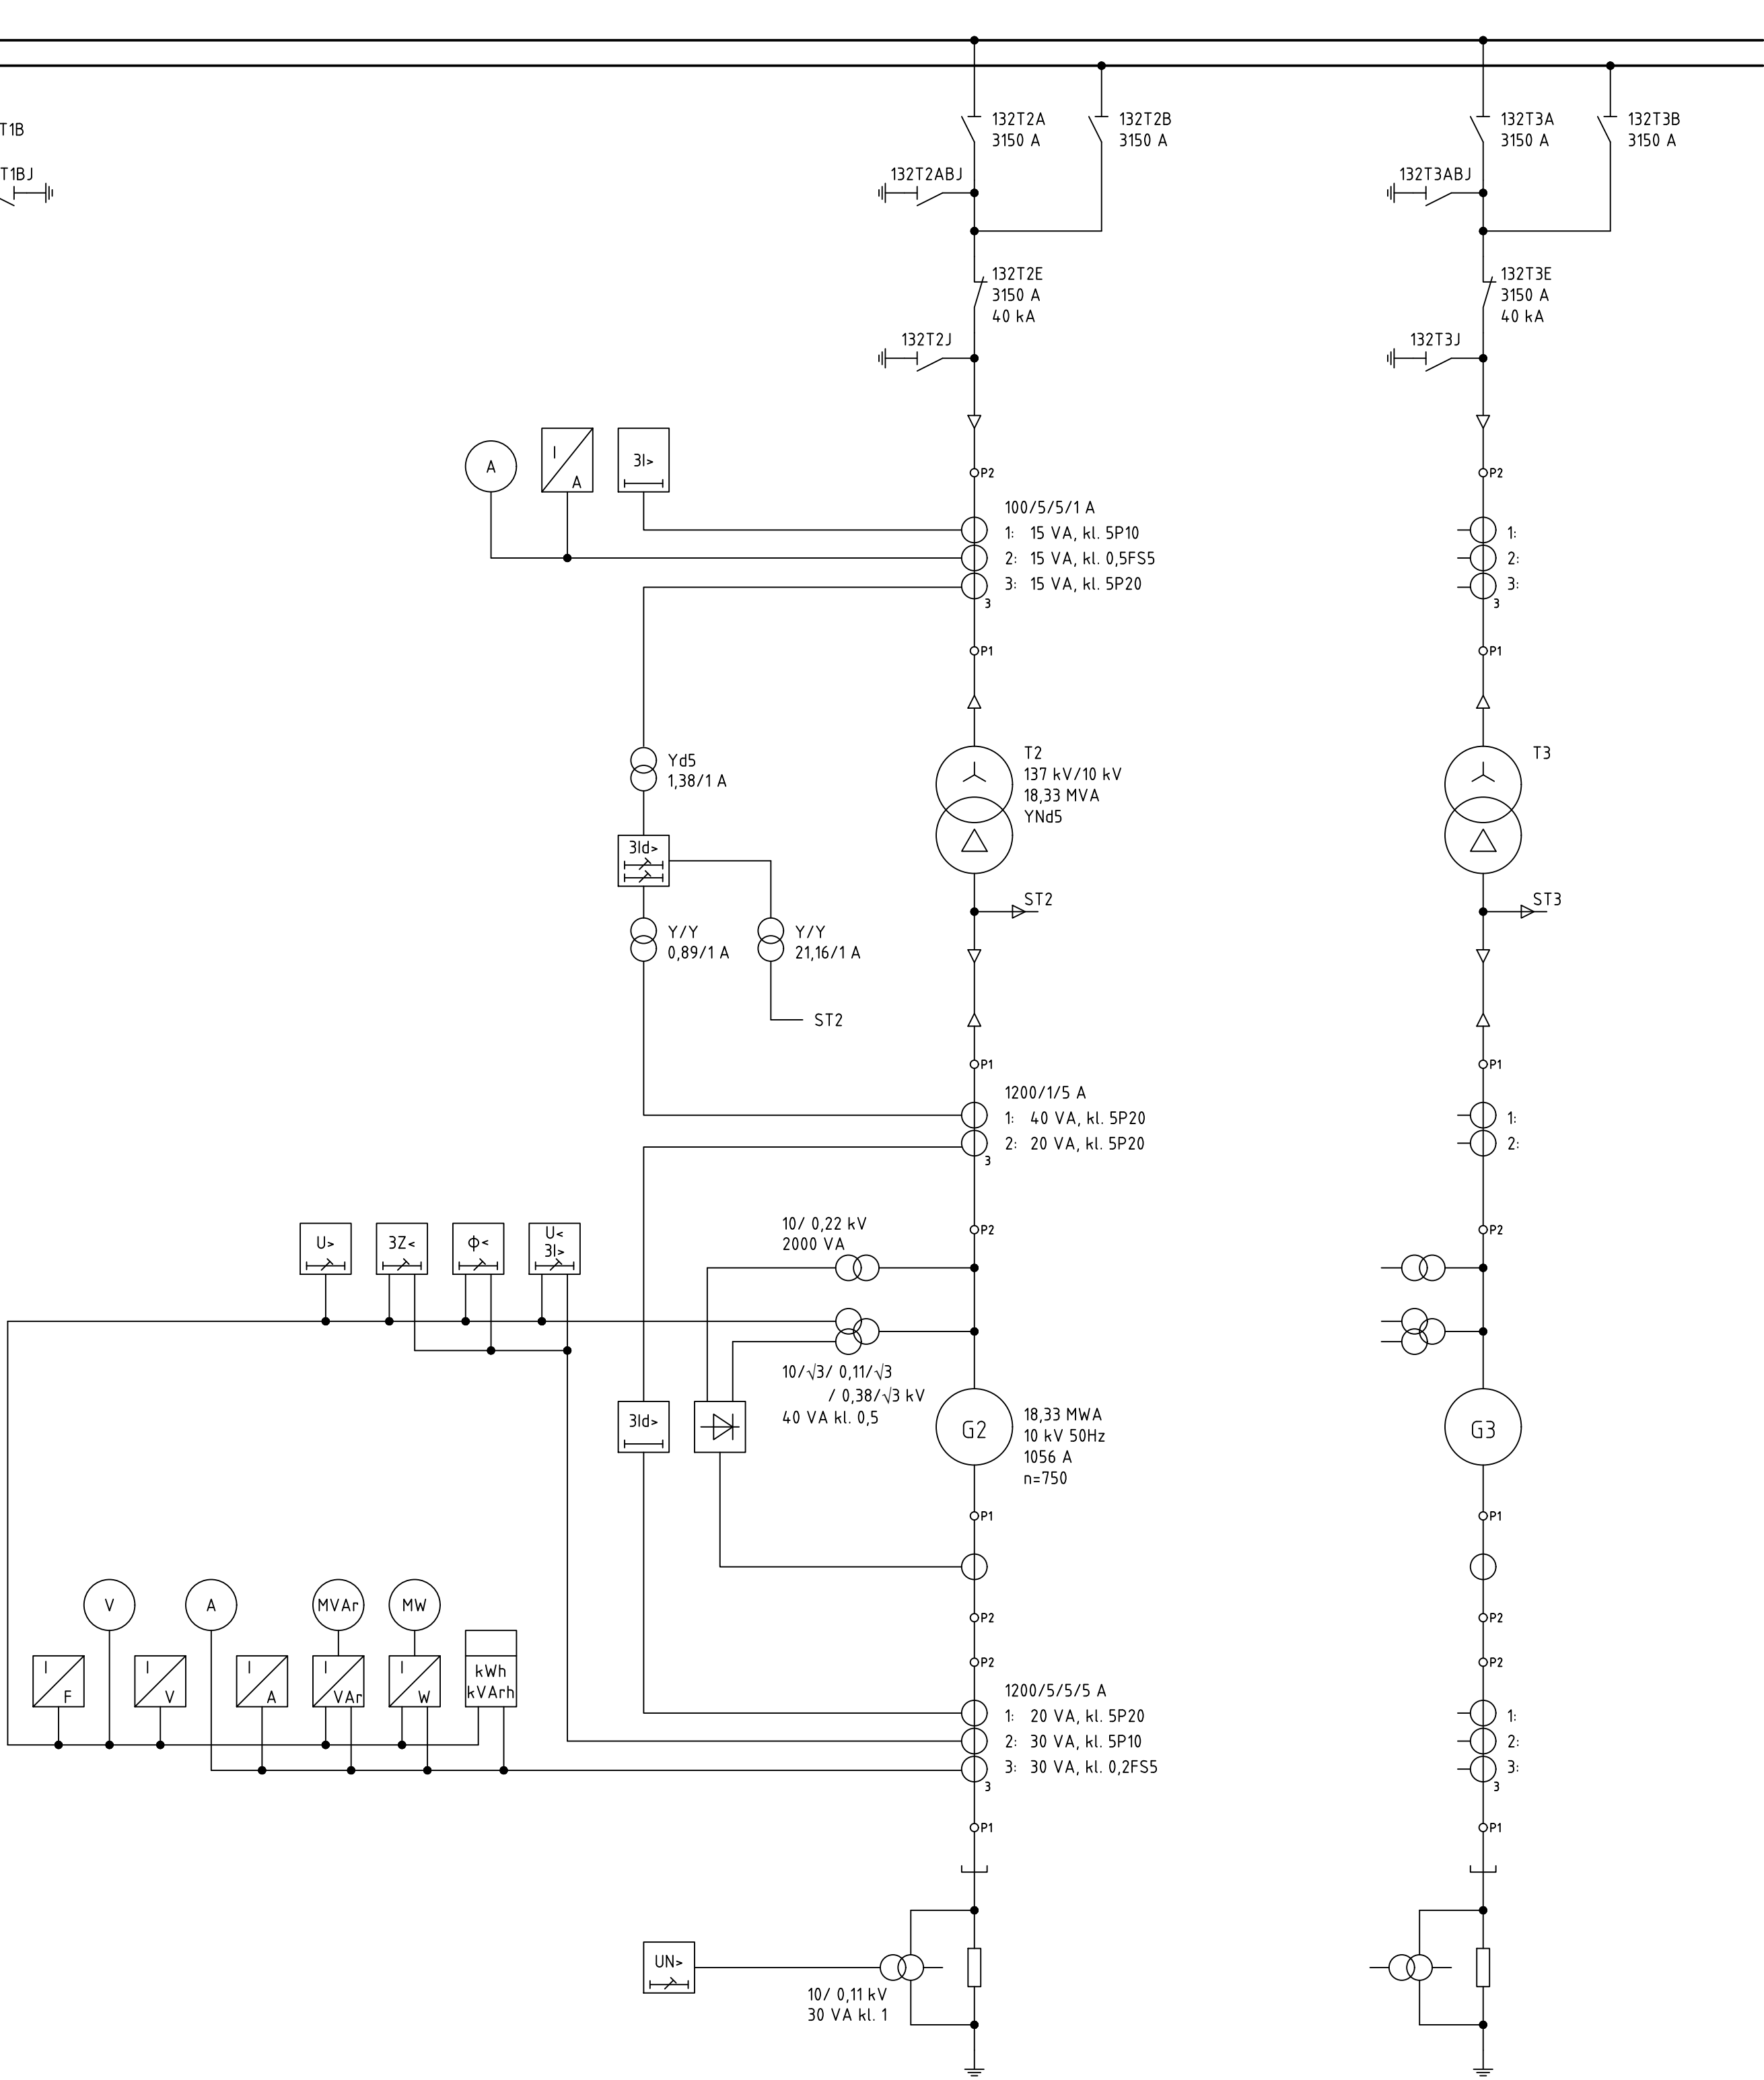 T1B
T1BJ
132T2A
3150 A
132T2B
3150 A
132T2ABJ
132T2E
3150 A
40 kA
132T2J
132T3A
3150 A
132T3B
3150 A
132T3ABJ
132T3E
3150 A
40 kA
132T3J
A
I
A
3I>
P2
100/5/5/1 A
1: 15 VA, kl. 5P10
2: 15 VA, kl. 0,5FS5
3: 15 VA, kl. 5P20
3
P1
P2
1:
2:
3:
3
P1
Yd5
1,38/1 A
3Id>
Y/Y
0,89/1 A
Y/Y
21,16/1 A
ST2
T2
137 kV/10 kV
18,33 MVA
YNd5
ST2
T3
ST3
P1
1200/1/5 A
1: 40 VA, kl. 5P20
2: 20 VA, kl. 5P20
3
P2
P1
1:
2:
P2
U>
3Z<
Φ<
U<
3I>
10/ 0,22 kV
2000 VA
10/√3/ 0,11/√3
/ 0,38/√3 kV
40 VA kl. 0,5
3Id>
G2
18,33 MWA
10 kV 50Hz
1056 A
n=750
G3
P1
P2
P2
P1
P2
P2
V
A
MVAr
MW
I
F
I
V
I
A
I
VAr
I
W
kWh
kVArh
1200/5/5/5 A
1: 20 VA, kl. 5P20
2: 30 VA, kl. 5P10
3: 30 VA, kl. 0,2FS5
3
P1
1:
2:
3:
3
P1
UN>
10/ 0,11 kV
30 VA kl. 1